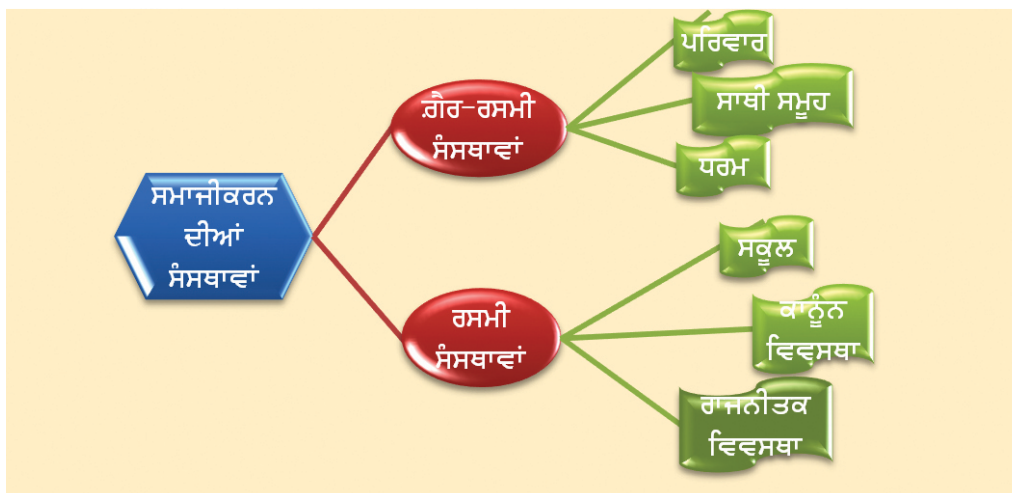 ਸਮਾਜੀਕਰਨ
ਦੀਆਂ
ਸੰਸਥਾਵਾਂ
ਗ਼ੈਰ-ਰਸਮੀ
ਸੰਸਥਾਵਾਂ
ਪਰਿਵਾਰ
ਸਾਥੀ ਸਮੂਹ
ਧਰਮ
ਰਸਮੀ
ਸੰਸਥਾਵਾਂ
ਸਕੂਲ
ਕਾਨੂੰਨ
ਵਿਵਸਥਾ
ਰਾਜਨੀਤਕ
ਵਿਵਸਥਾ